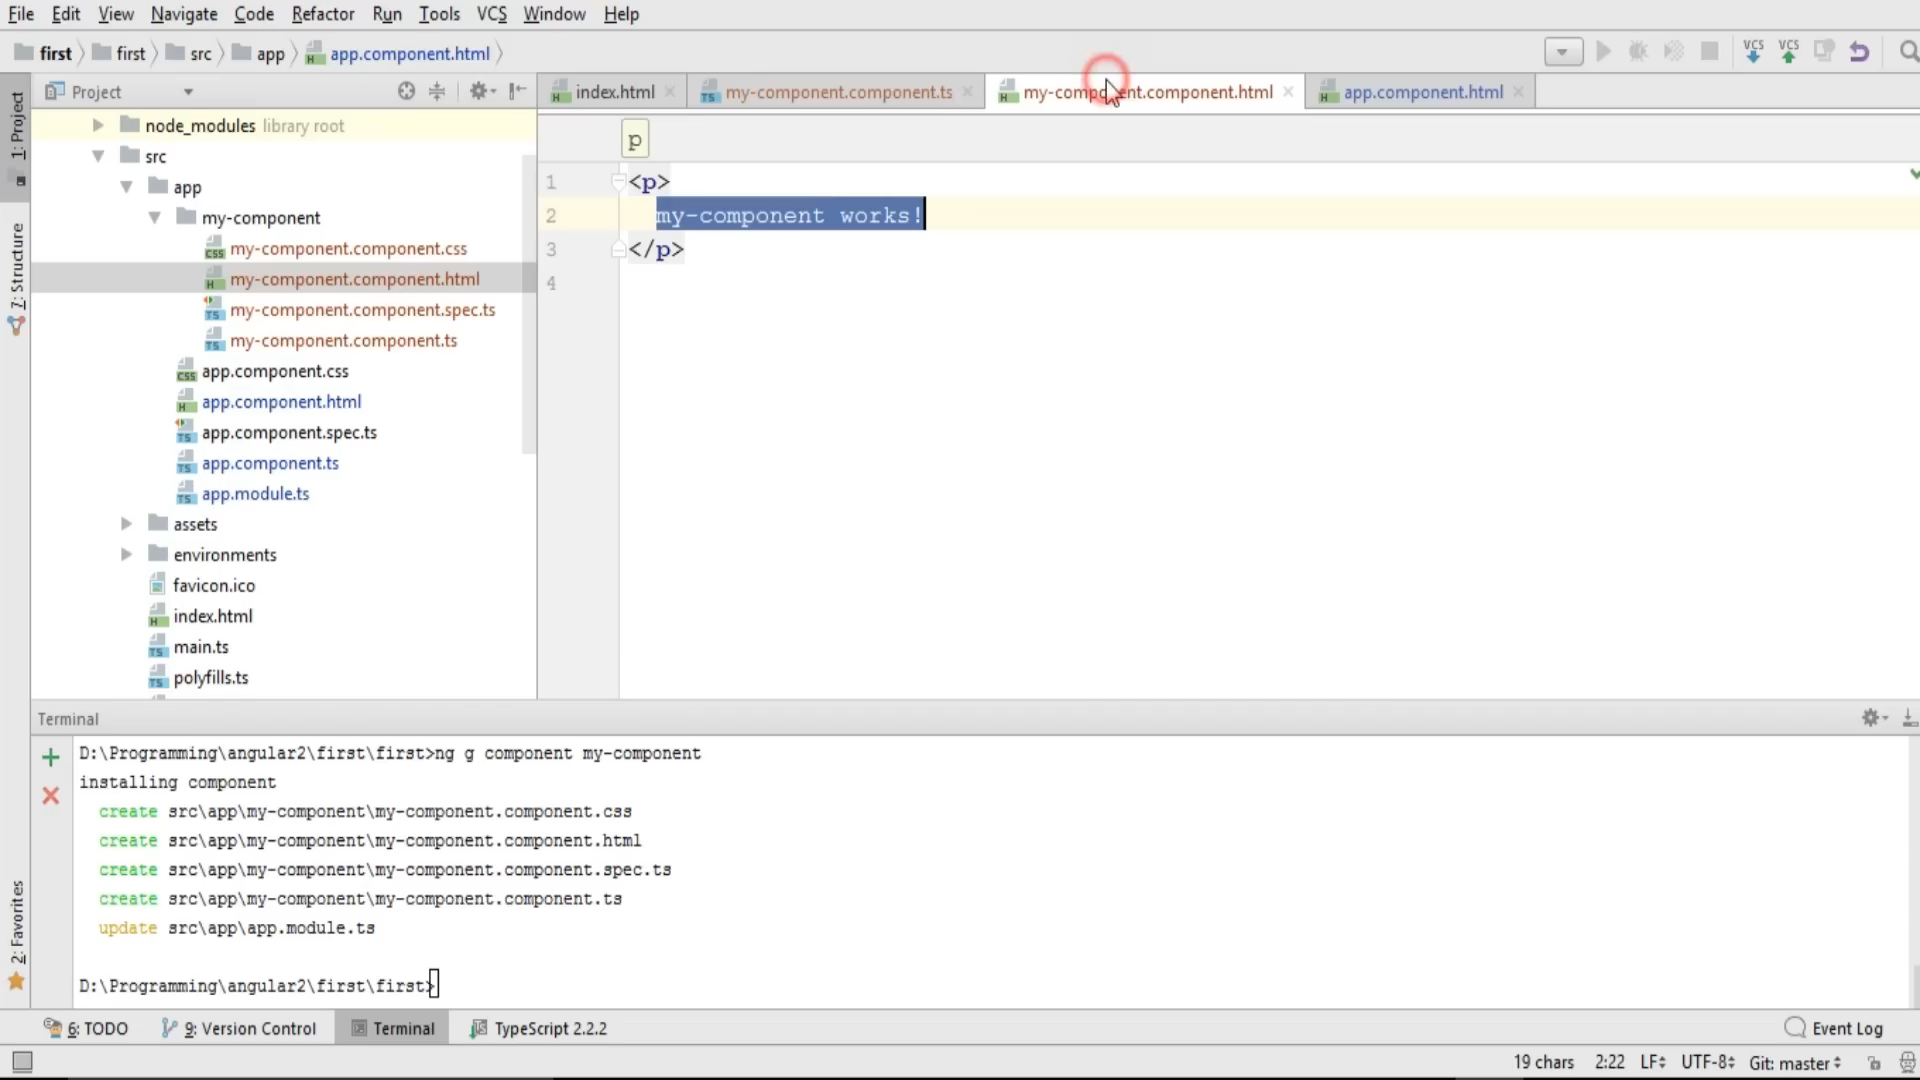 File Edit View Navigate Code Refactor Run Tools VCS Window Help
first first src app app.component.html
VCS VCS
1: Project
7: Structure
2: Favorites
Project
index.html my-component.component.ts my-component.component.html app.component.html
node_modules library root
src
app
my-component
my-component.component.css
my-component.component.html
my-component.component.spec.ts
my-component.component.ts
app.component.css
app.component.html
app.component.spec.ts
app.component.ts
app.module.ts
assets
environments
favicon.ico
index.html
main.ts
polyfills.ts
p
1 <p>
2 my-component works!
3 </p>
4
Terminal
D:\Programming\angular2\first\first>ng g component my-component
installing component
create src\app\my-component\my-component.component.css
create src\app\my-component\my-component.component.html
create src\app\my-component\my-component.component.spec.ts
create src\app\my-component\my-component.component.ts
update src\app\app.module.ts
D:\Programming\angular2\first\first>
6: TODO 9: Version Control Terminal TypeScript 2.2.2 Event Log
19 chars 2:22 LF UTF-8 Git: master